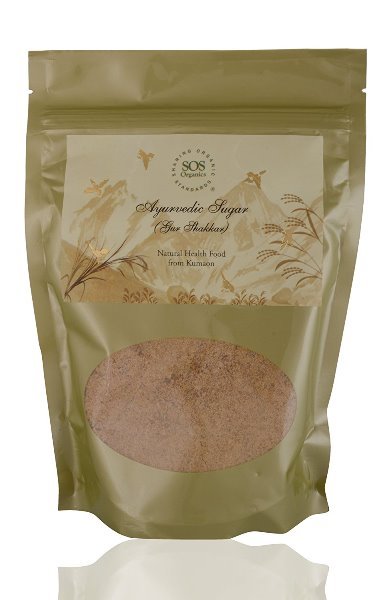 SHARING ORGANIC
SOS
Organics
STANDARDS
®
Ayurvedic Sugar
(Gur Shakkar)
Natural Health Food
from Kumaon